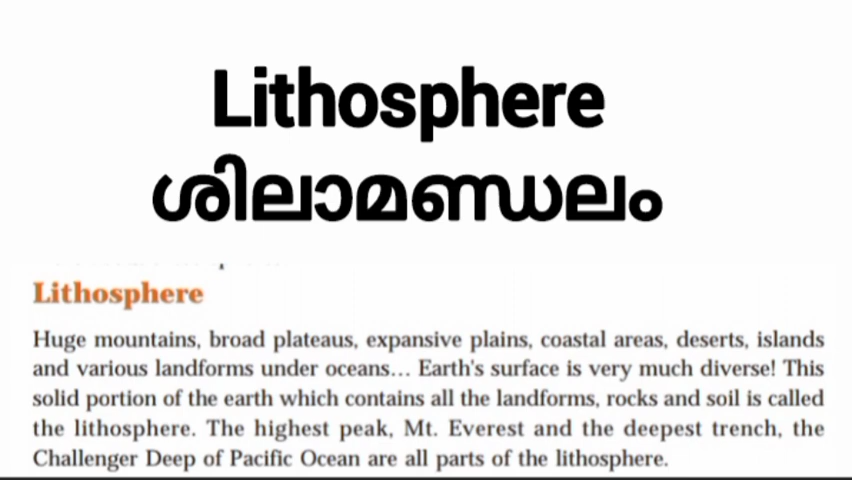 Lithosphere
ശിലാമണ്ഡലം
Lithosphere
Huge mountains, broad plateaus, expansive plains, coastal areas, deserts, islands
and various landforms under oceans... Earth's surface is very much diverse! This
solid portion of the earth which contains all the landforms, rocks and soil is called
the lithosphere. The highest peak, Mt. Everest and the deepest trench, the
Challenger Deep of Pacific Ocean are all parts of the lithosphere.